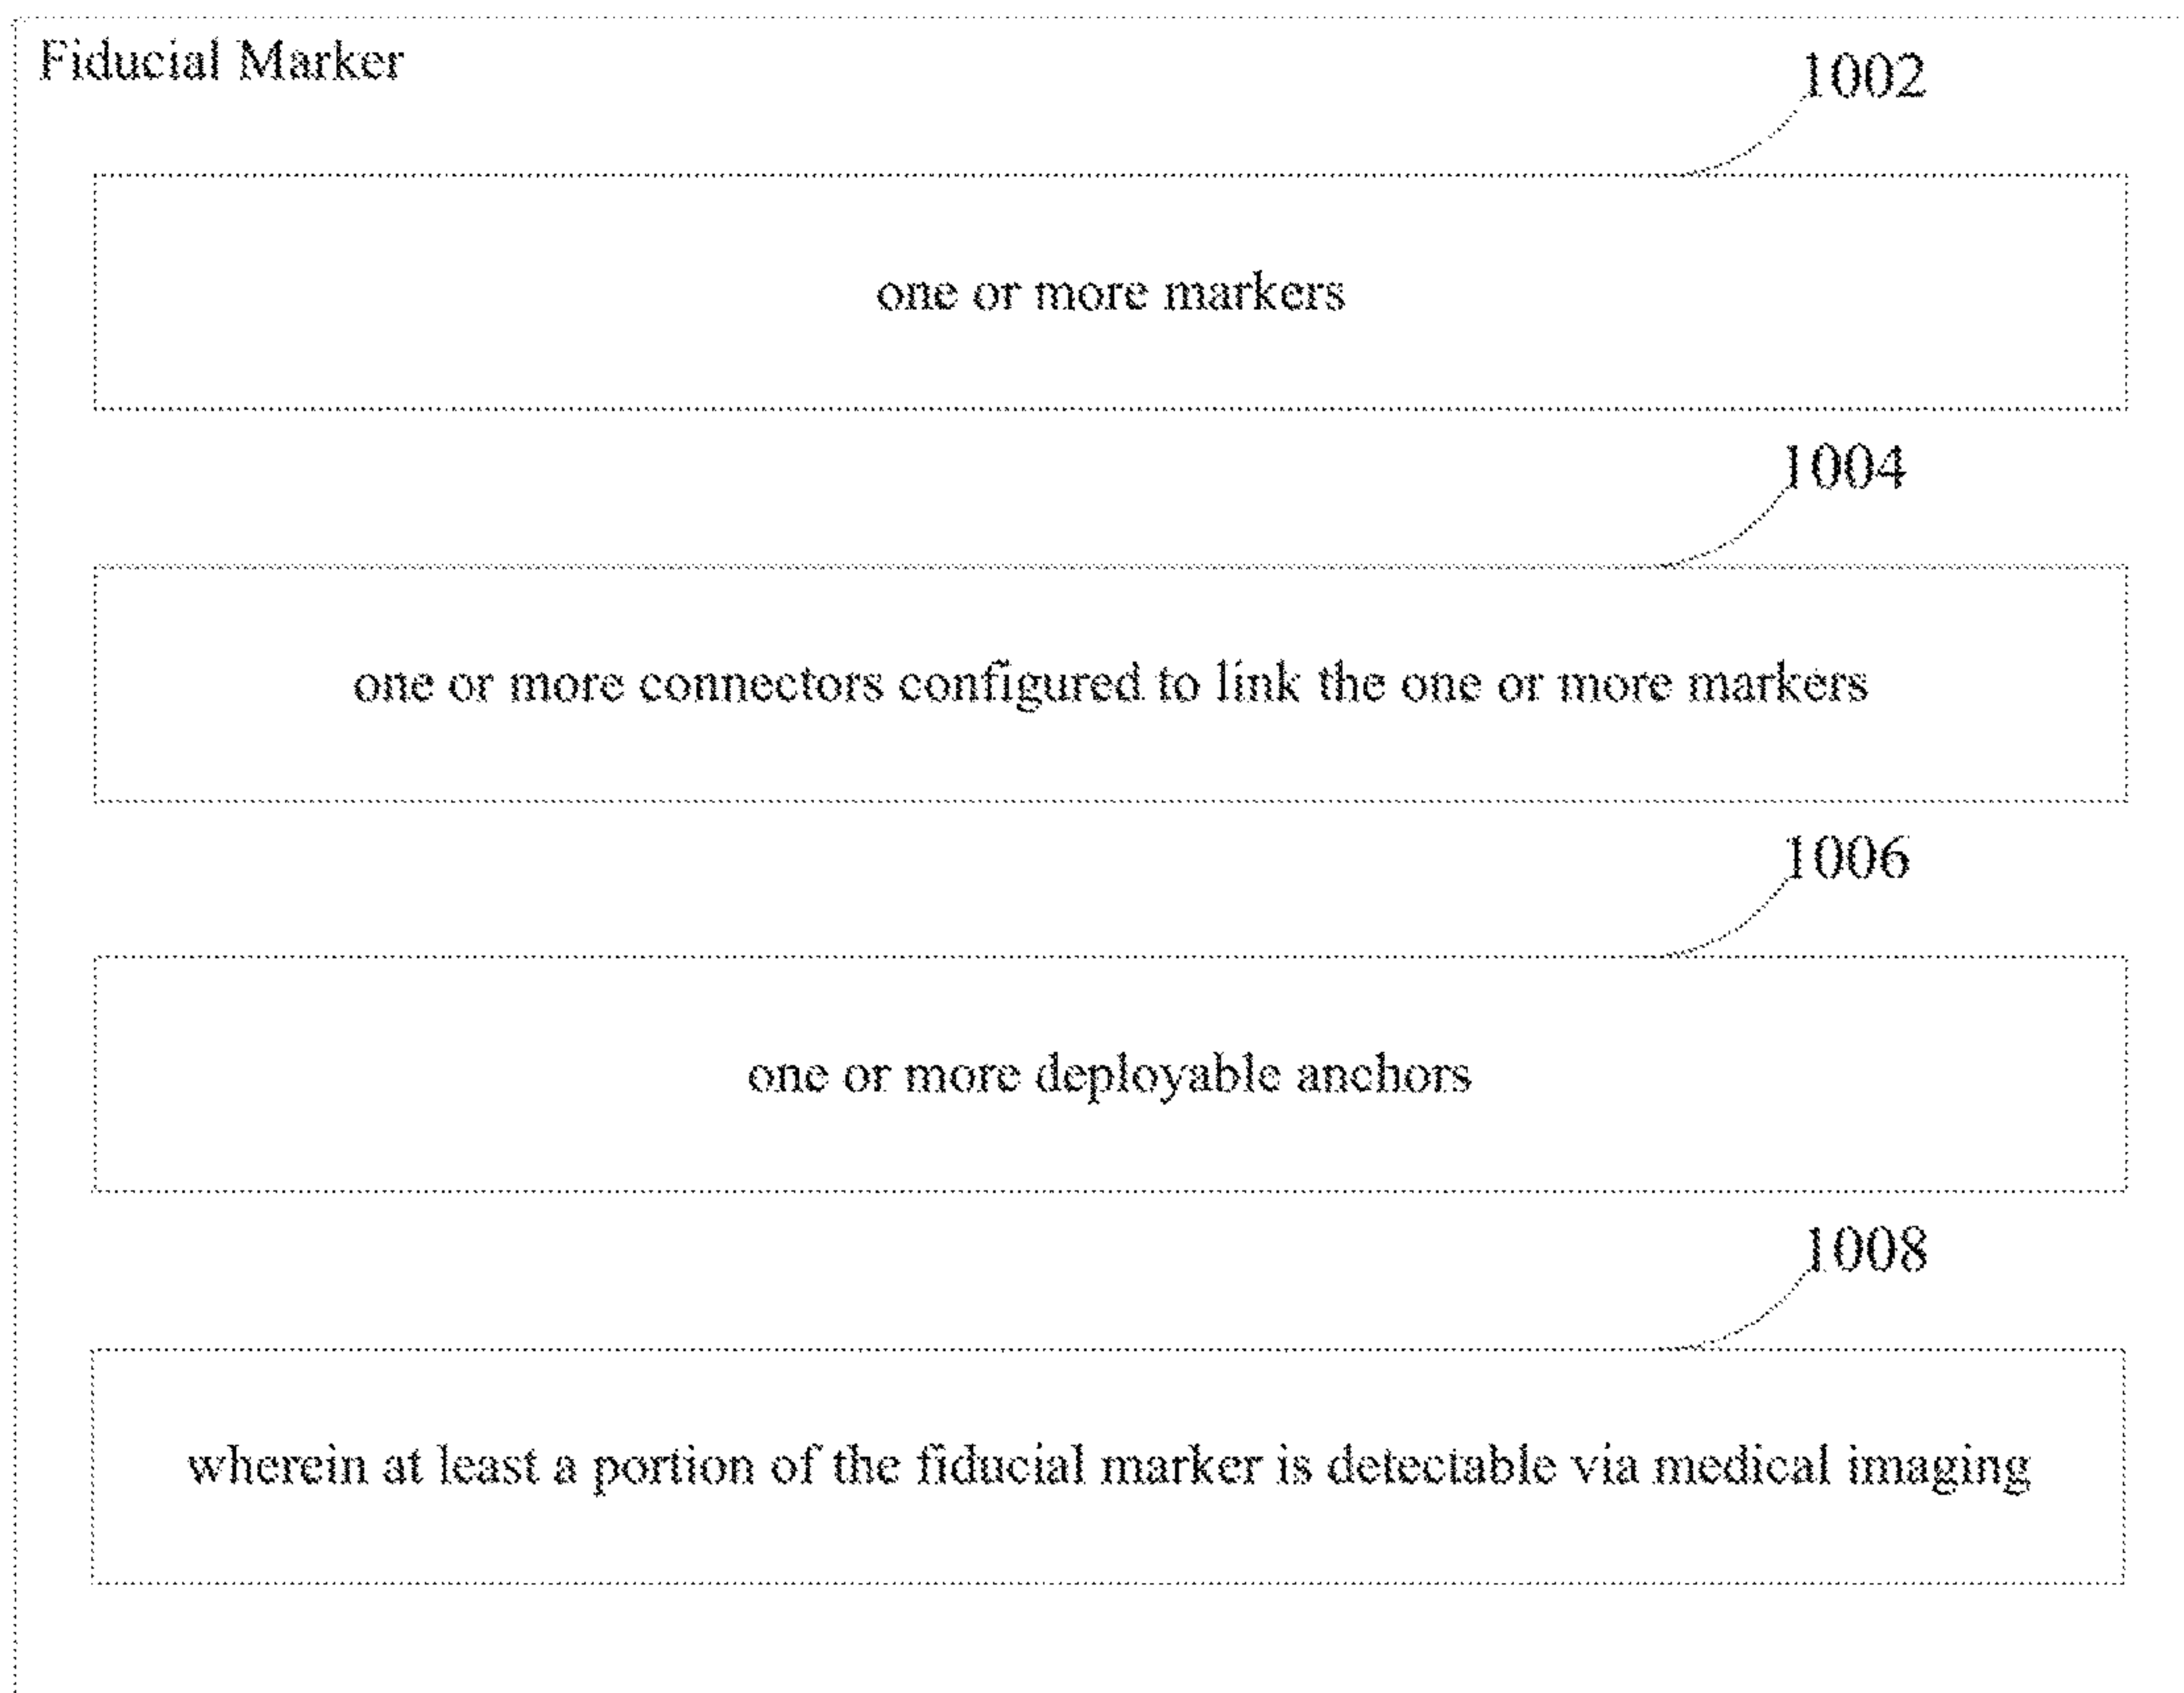 Fiducial Marker
1002
one or more markers
1004
one or more connectors configured to link the one or more markers
1006
one or more deployable anchors
1008
wherein at least a portion of the fiducial marker is detectable via medical imaging